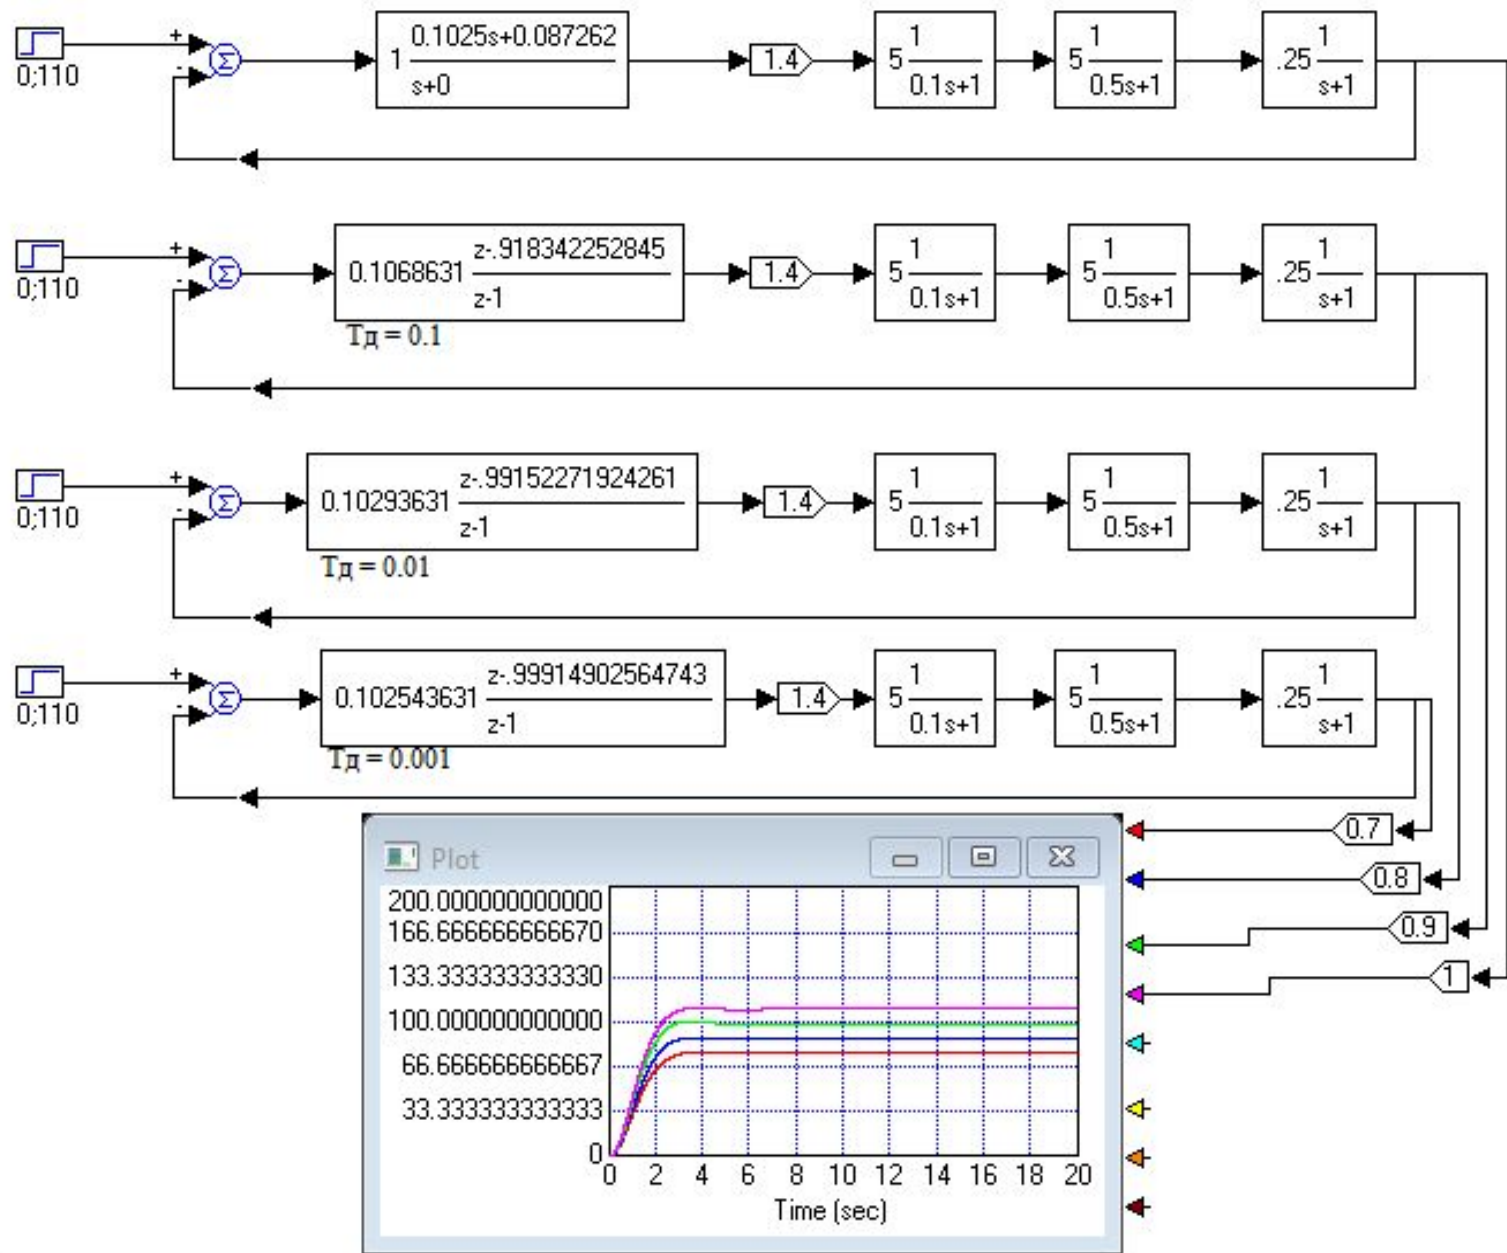 0;110
+
-
Σ
1
0.1025s+0.087262
s+0
1.4
5
1
0.1s+1
5
1
0.5s+1
.25
1
s+1
0;110
+
-
Σ
0.1068631
z-.918342252845
z-1
Tд = 0.1
1.4
5
1
0.1s+1
5
1
0.5s+1
.25
1
s+1
0;110
+
-
Σ
0.10293631
z-.991522271924261
z-1
Tд = 0.01
1.4
5
1
0.1s+1
5
1
0.5s+1
.25
1
s+1
0;110
+
-
Σ
0.102543631
z-.99914902564743
z-1
Tд = 0.001
1.4
5
1
0.1s+1
5
1
0.5s+1
.25
1
s+1
0.7
0.8
0.9
1
Plot
200.000000000000
166.666666666670
133.333333333330
100.000000000000
66.6666666666667
33.333333333333
0
0 2 4 6 8 10 12 14 16 18 20
Time (sec)